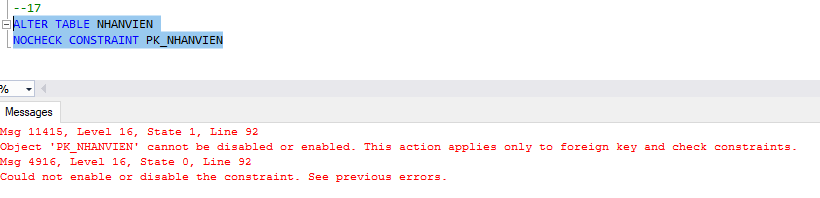 --17
ALTER TABLE NHANVIEN
NOCHECK CONSTRAINT PK_NHANVIEN
%
Messages
Msg 11415, Level 16, State 1, Line 92
Object 'PK_NHANVIEN' cannot be disabled or enabled. This action applies only to foreign key and check constraints.
Msg 4916, Level 16, State 0, Line 92
Could not enable or disable the constraint. See previous errors.